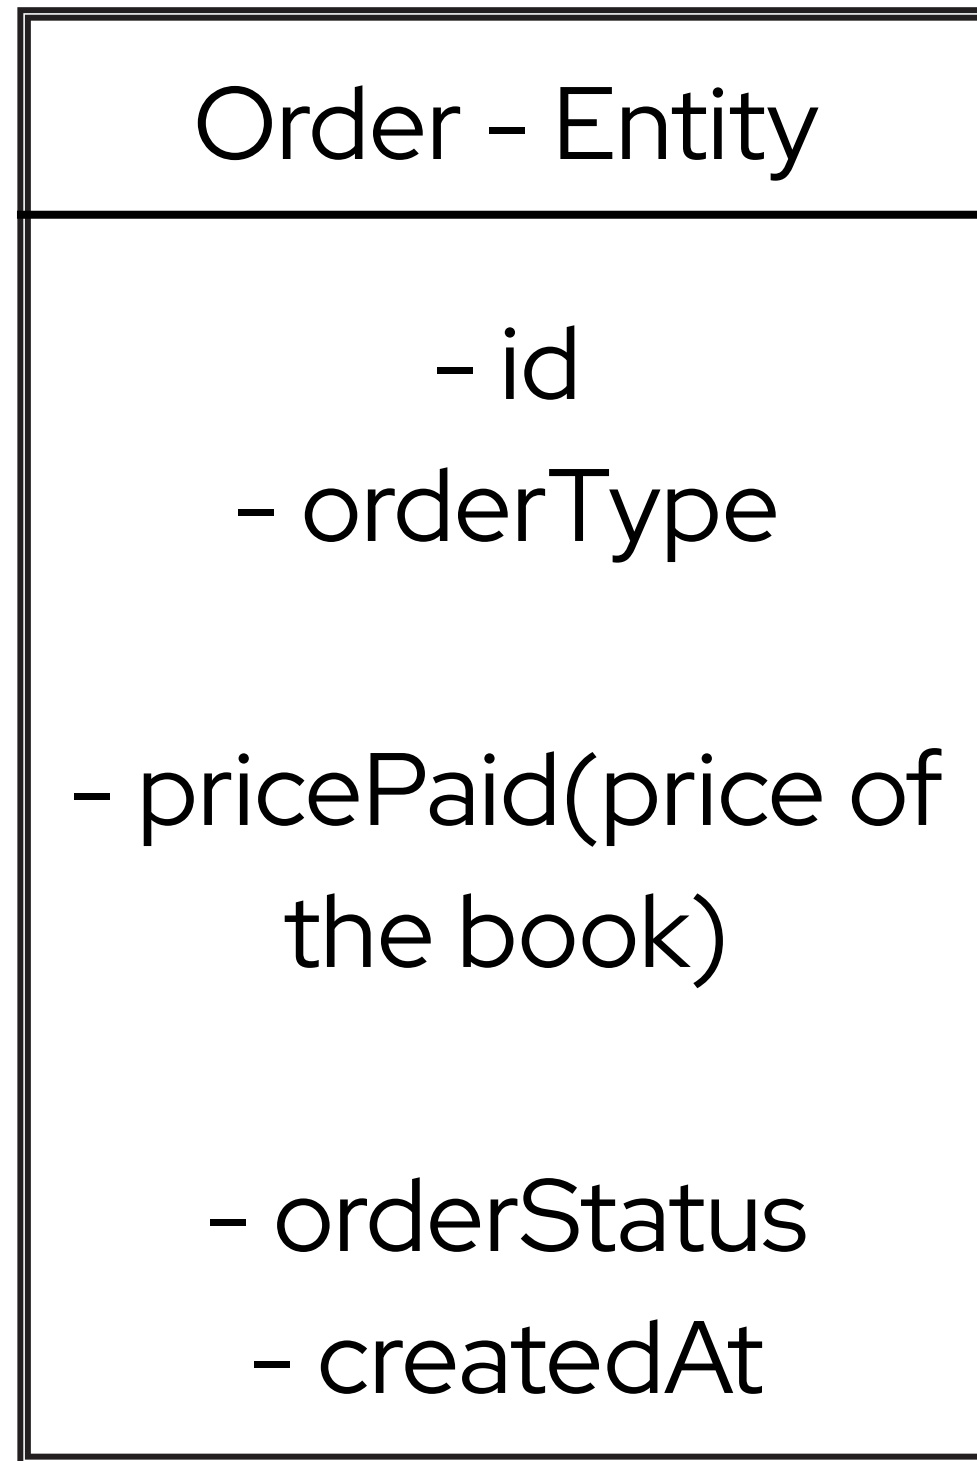 Order - Entity
- id
- orderType
- pricePaid(price of
the book)
- orderStatus
- createdAt